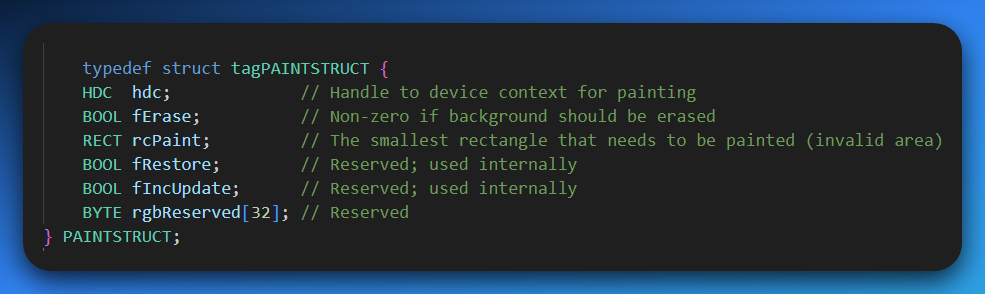 typedef struct tagPAINTSTRUCT {
HDC  hdc;             // Handle to device context for painting
BOOL fErase;          // Non-zero if background should be erased
RECT rcPaint;         // The smallest rectangle that needs to be painted (invalid area)
BOOL fRestore;        // Reserved; used internally
BOOL fIncUpdate;      // Reserved; used internally
BYTE rgbReserved[32]; // Reserved
} PAINTSTRUCT;